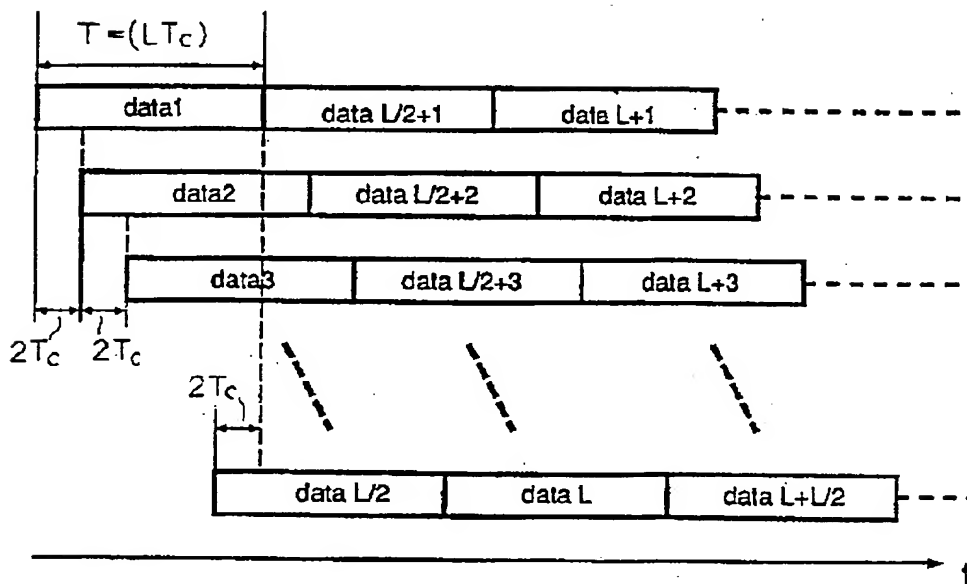 T=(LTc)
data1 data L/2+1 data L+1
data2 data L/2+2 data L+2
data3 data L/2+3 data L+3
2Tc 2Tc
2Tc
data L/2 data L data L+L/2
t